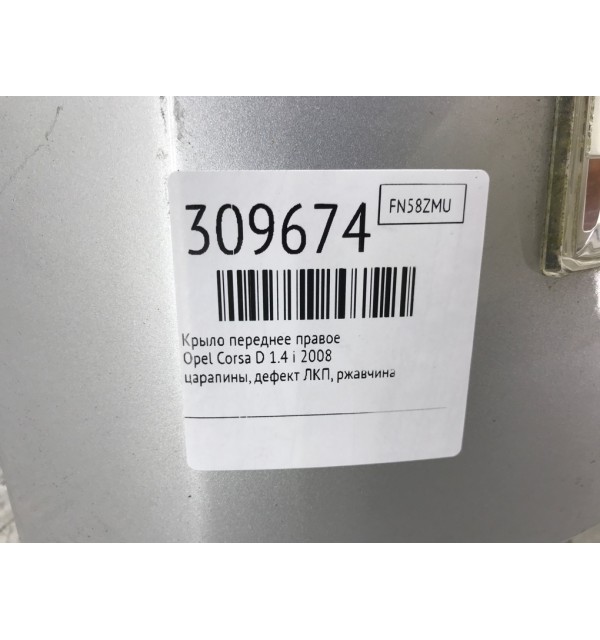 309674 FN58ZMU
Крыло переднее правое
Opel Corsa D 1.4 i 2008
царапины, дефект ЛКП, ржавчина